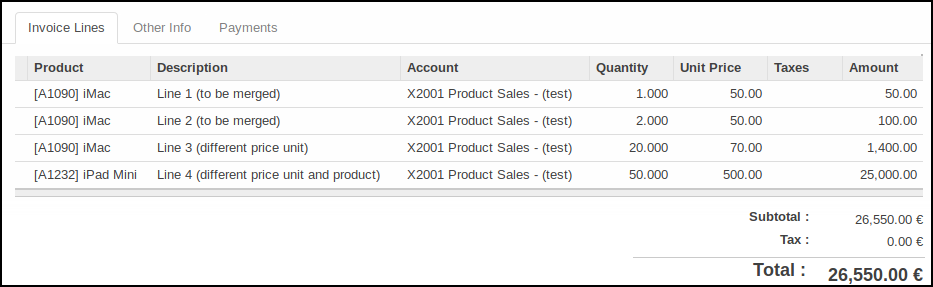 Invoice Lines Other Info Payments
Product Description Account Quantity Unit Price Taxes Amount
[A1090] iMac Line 1 (to be merged) X2001 Product Sales - (test) 1.000 50.00 50.00
[A1090] iMac Line 2 (to be merged) X2001 Product Sales - (test) 2.000 50.00 100.00
[A1090] iMac Line 3 (different price unit) X2001 Product Sales - (test) 20.000 70.00 1,400.00
[A1232] iPad Mini Line 4 (different price unit and product) X2001 Product Sales - (test) 50.000 500.00 25,000.00
Subtotal : 26,550.00 €
Tax : 0.00 €
Total : 26,550.00 €